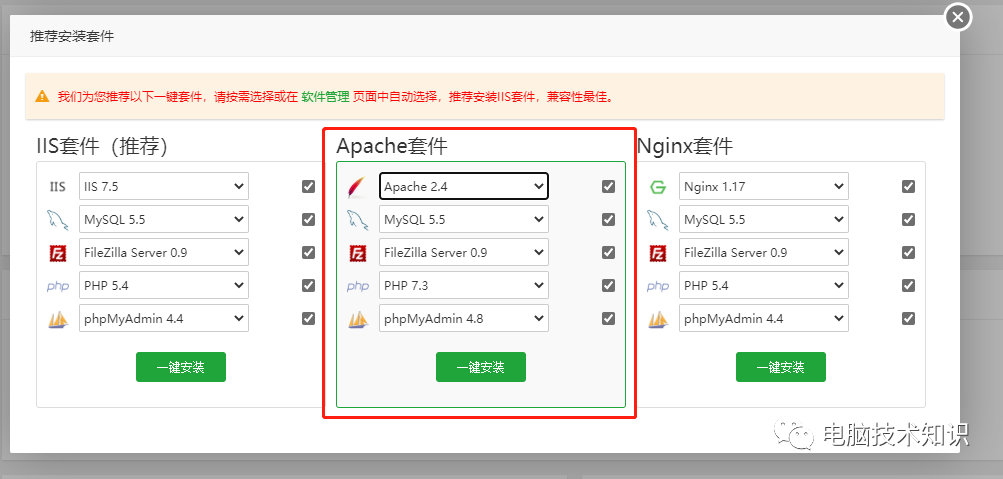 推荐安装套件
我们为您推荐以下一键套件，请按需选择或在 软件管理 页面中自动选择，推荐安装IIS套件，兼容性最佳。
IIS套件（推荐）
IIS IIS 7.5
MySQL 5.5
Fz FileZilla Server 0.9
php PHP 5.4
phpMyAdmin 4.4
一键安装
Apache套件
Apache 2.4
MySQL 5.5
Fz FileZilla Server 0.9
php PHP 7.3
phpMyAdmin 4.8
一键安装
Nginx套件
G Nginx 1.17
MySQL 5.5
Fz FileZilla Server 0.9
php PHP 5.4
phpMyAdmin 4.4
一键安装
电脑技术知识